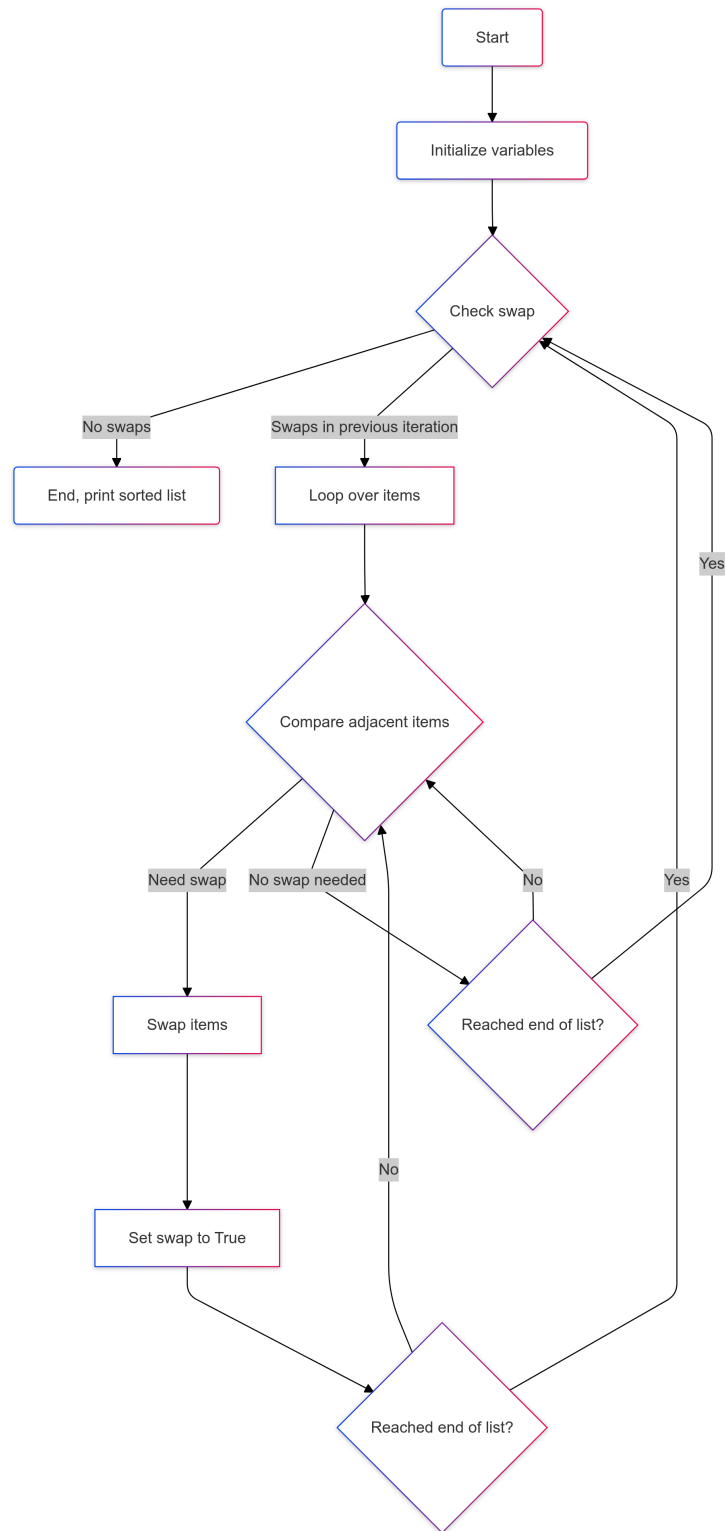 Start
Initialize variables
Check swap
No swaps
Swaps in previous iteration
End, print sorted list
Loop over items
Yes
Compare adjacent items
Need swap
No swap needed
No
Yes
Swap items
Reached end of list?
No
Set swap to True
Reached end of list?